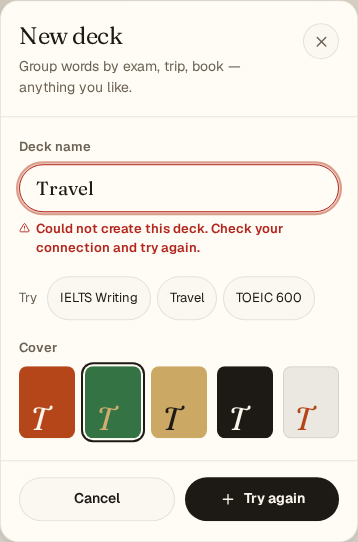 New deck
Group words by exam, trip, book —
anything you like.
Deck name
Travel
Could not create this deck. Check your
connection and try again.
Try
IELTS Writing
Travel
TOEIC 600
Cover
T
T
T
T
T
Cancel
Try again